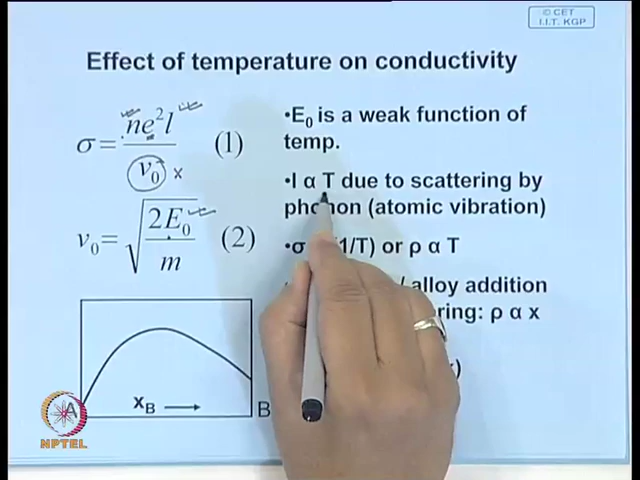 © CET
I.I.T. KGP
Effect of temperature on conductivity
σ = ne²l / v₀ x (1)
v₀ = √(2E₀ / m) (2)
•E₀ is a weak function of
temp.
•l α T due to scattering by
phonon (atomic vibration)
•σ (1/T) or ρ α T
alloy addition
ring: ρ α x
A
x_B
B
NPTEL